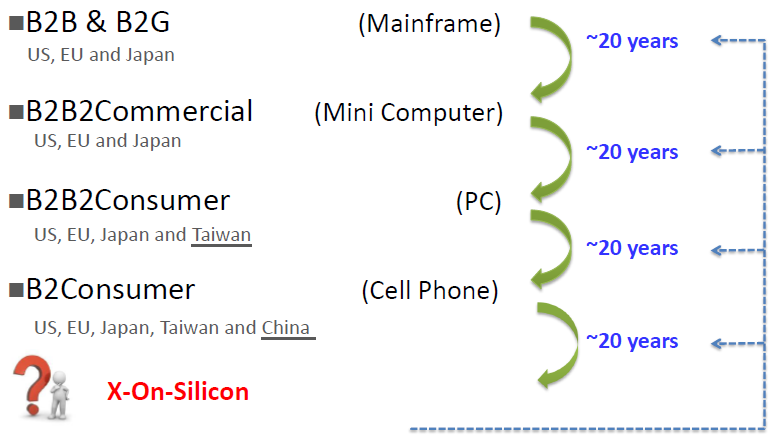 B2B & B2G (Mainframe) ~20 years
US, EU and Japan
B2B2Commercial (Mini Computer)
US, EU and Japan ~20 years
B2B2Consumer (PC)
US, EU, Japan and Taiwan ~20 years
B2Consumer (Cell Phone)
US, EU, Japan, Taiwan and China ~20 years
?
X-On-Silicon